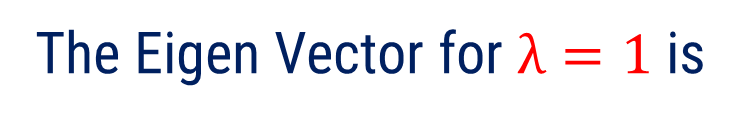 The Eigen Vector for λ = 1 is